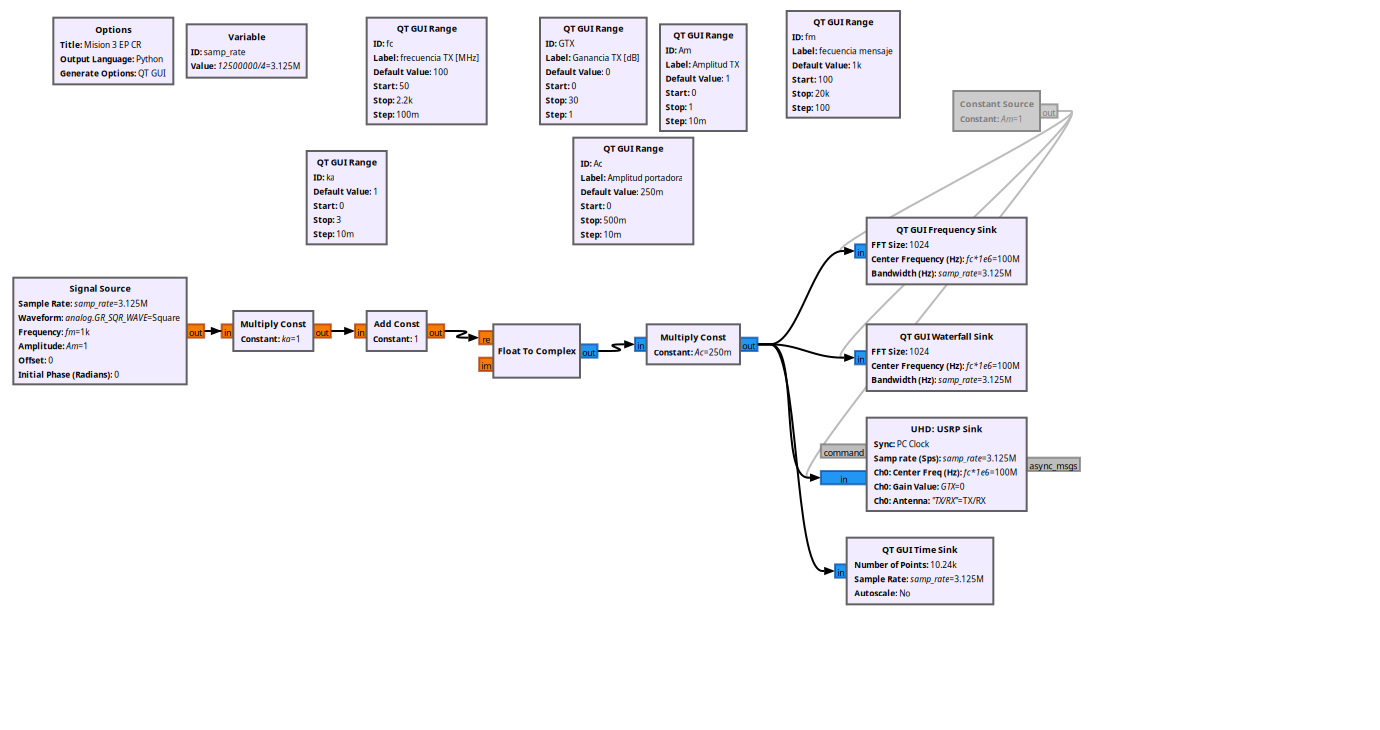 Options
Title: Mision 3 EP CR
Output Language: Python
Generate Options: QT GUI
Variable
ID: samp_rate
Value: 12500000/4=3.125M
QT GUI Range
ID: fc
Label: frecuencia TX [MHz]
Default Value: 100
Start: 50
Stop: 2.2k
Step: 100m
QT GUI Range
ID: GTX
Label: Ganancia TX [dB]
Default Value: 0
Start: 0
Stop: 30
Step: 1
QT GUI Range
ID: Am
Label: Amplitud TX
Default Value: 1
Start: 0
Stop: 1
Step: 10m
QT GUI Range
ID: fm
Label: fecuencia mensaje
Default Value: 1k
Start: 100
Stop: 20k
Step: 100
Constant Source
Constant: Am=1
out
QT GUI Range
ID: ka
Default Value: 1
Start: 0
Stop: 3
Step: 10m
QT GUI Range
ID: Ac
Label: Amplitud portadora
Default Value: 250m
Start: 0
Stop: 500m
Step: 10m
Signal Source
Sample Rate: samp_rate=3.125M
Waveform: analog.GR_SQR_WAVE=Square
Frequency: fm=1k
Amplitude: Am=1
Offset: 0
Initial Phase (Radians): 0
out
in
Multiply Const
Constant: ka=1
out
in
Add Const
Constant: 1
out
re
im
Float To Complex
out
in
Multiply Const
Constant: Ac=250m
out
in
QT GUI Frequency Sink
FFT Size: 1024
Center Frequency (Hz): fc*1e6=100M
Bandwidth (Hz): samp_rate=3.125M
in
QT GUI Waterfall Sink
FFT Size: 1024
Center Frequency (Hz): fc*1e6=100M
Bandwidth (Hz): samp_rate=3.125M
command
in
UHD: USRP Sink
Sync: PC Clock
Samp rate (Sps): samp_rate=3.125M
Ch0: Center Freq (Hz): fc*1e6=100M
Ch0: Gain Value: GTX=0
Ch0: Antenna: "TX/RX"=TX/RX
async_msgs
in
QT GUI Time Sink
Number of Points: 10.24k
Sample Rate: samp_rate=3.125M
Autoscale: No